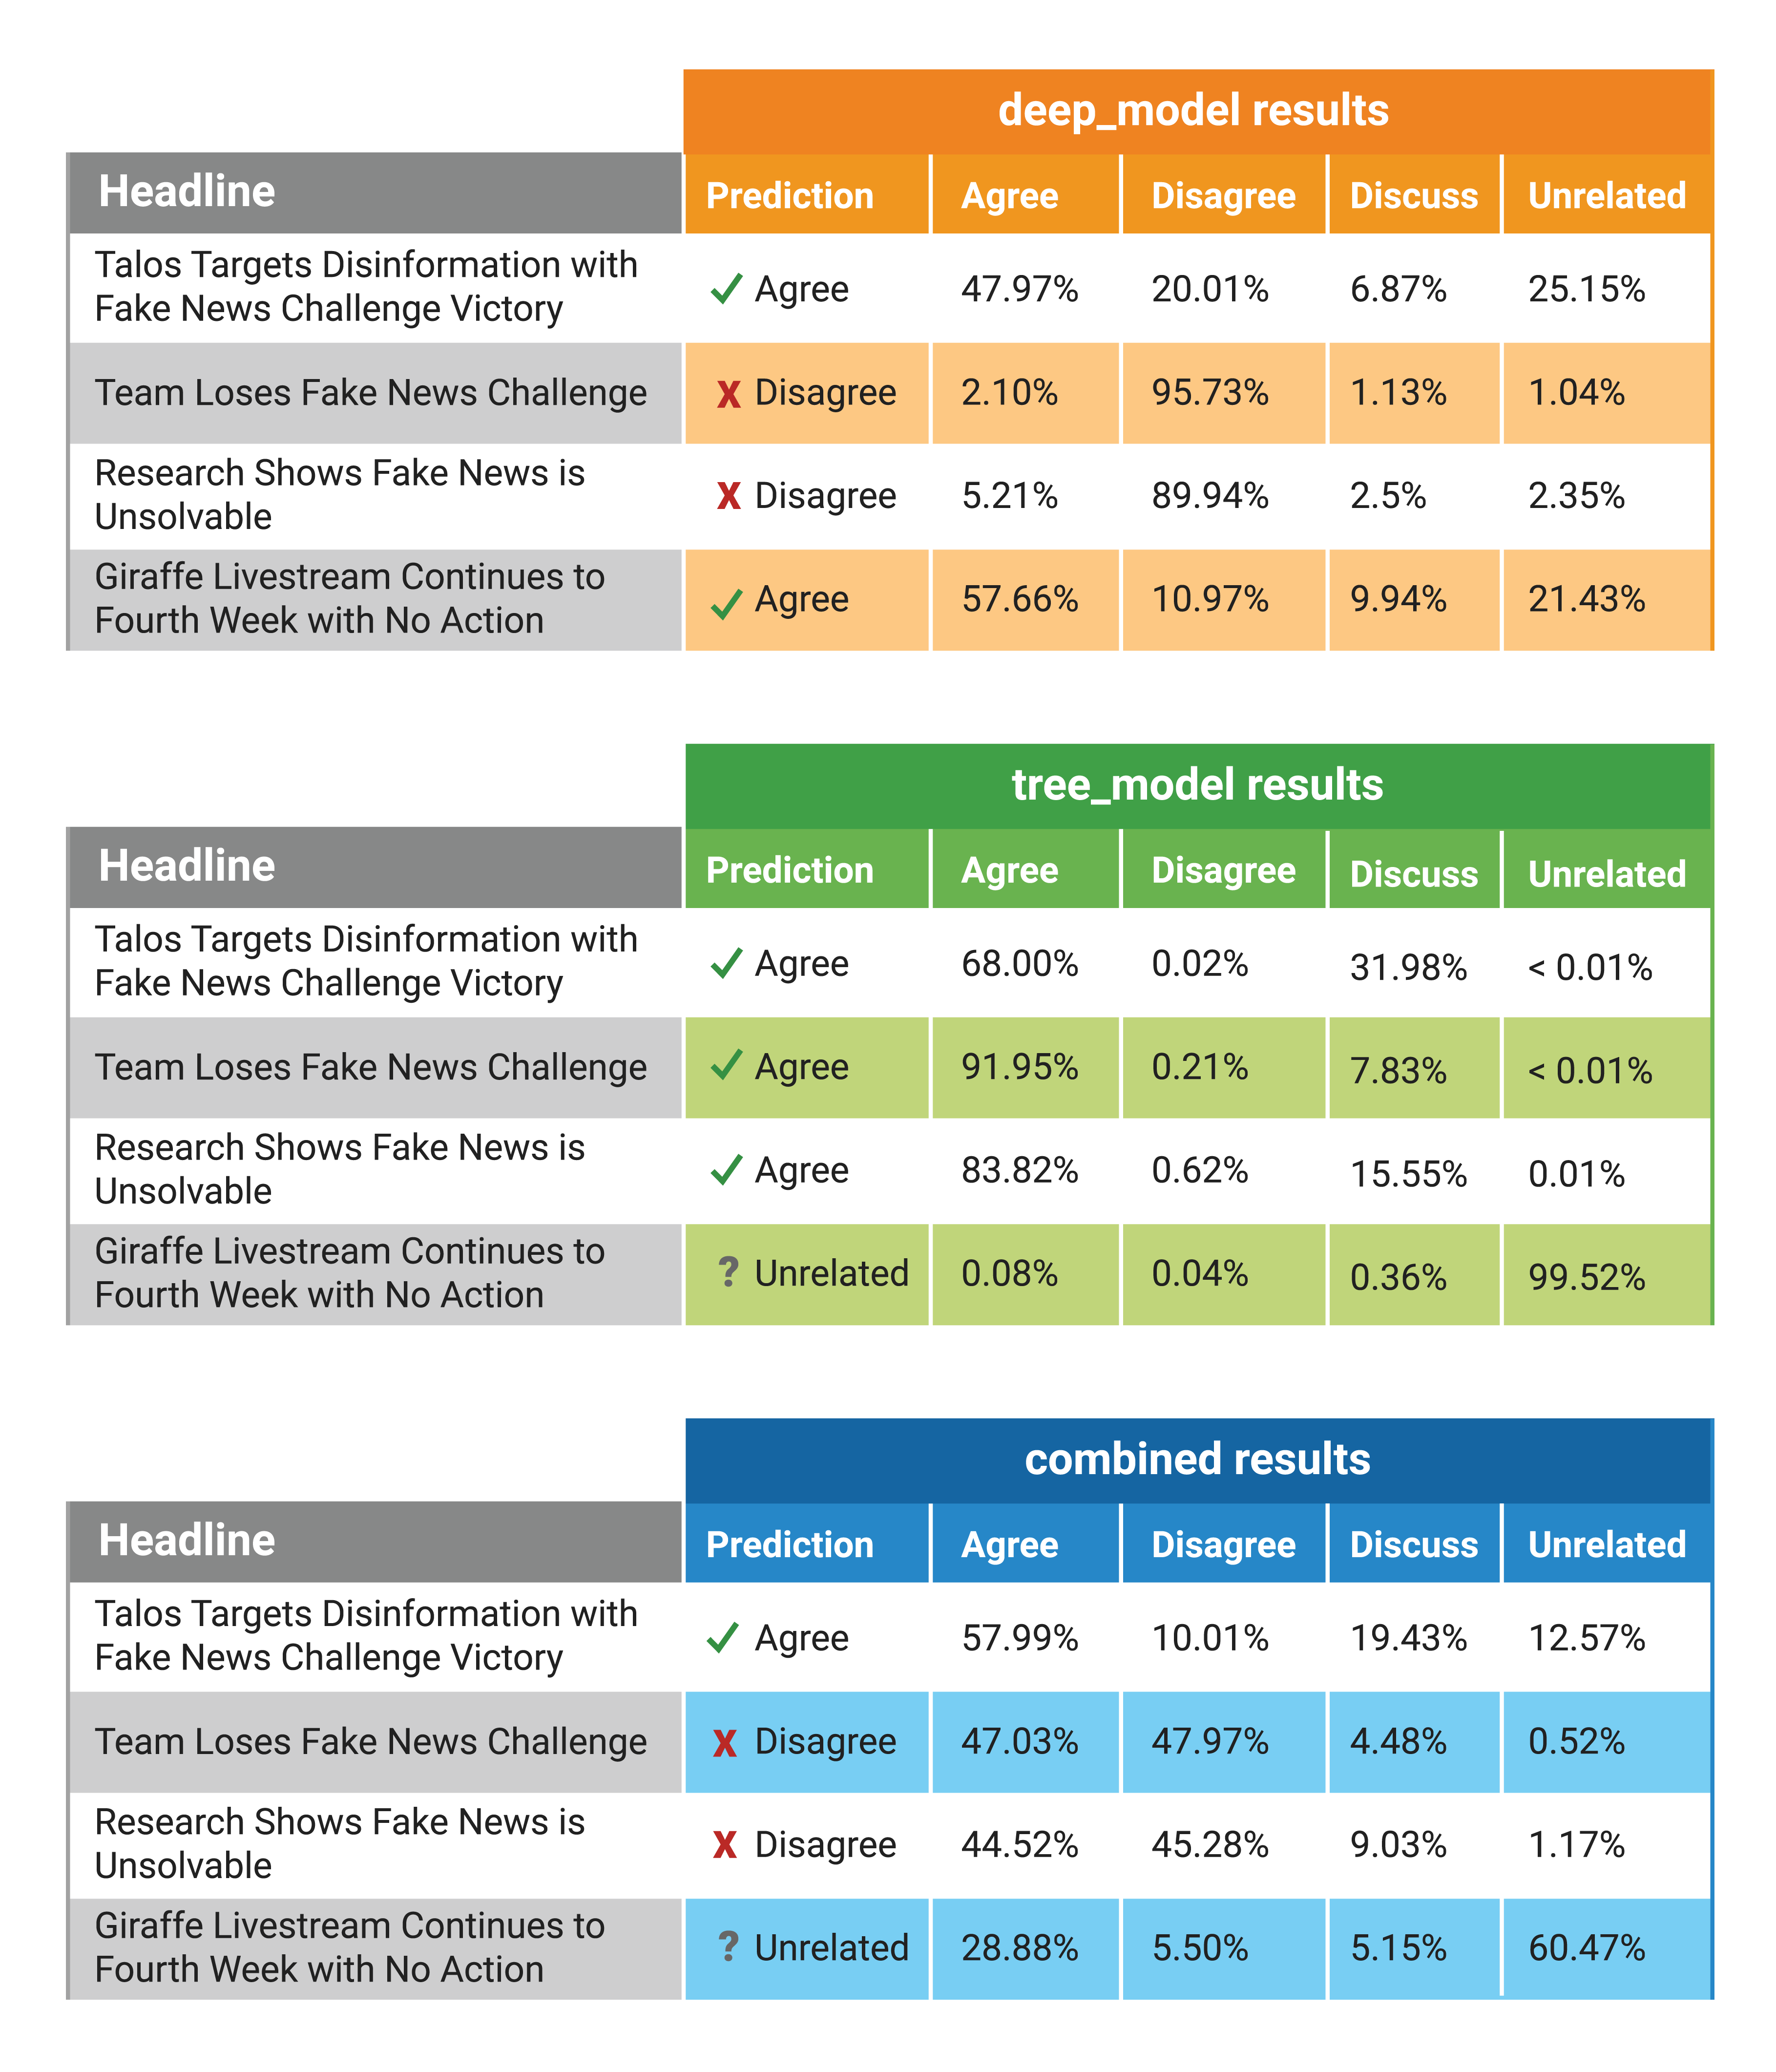 deep_model results
Headline Prediction Agree Disagree Discuss Unrelated
Talos Targets Disinformation with
Fake News Challenge Victory
✓ Agree 47.97% 20.01% 6.87% 25.15%
Team Loses Fake News Challenge X Disagree 2.10% 95.73% 1.13% 1.04%
Research Shows Fake News is
Unsolvable
X Disagree 5.21% 89.94% 2.5% 2.35%
Giraffe Livestream Continues to
Fourth Week with No Action
✓ Agree 57.66% 10.97% 9.94% 21.43%
tree_model results
Headline Prediction Agree Disagree Discuss Unrelated
Talos Targets Disinformation with
Fake News Challenge Victory
✓ Agree 68.00% 0.02% 31.98% < 0.01%
Team Loses Fake News Challenge ✓ Agree 91.95% 0.21% 7.83% < 0.01%
Research Shows Fake News is
Unsolvable
✓ Agree 83.82% 0.62% 15.55% 0.01%
Giraffe Livestream Continues to
Fourth Week with No Action
? Unrelated 0.08% 0.04% 0.36% 99.52%
combined results
Headline Prediction Agree Disagree Discuss Unrelated
Talos Targets Disinformation with
Fake News Challenge Victory
✓ Agree 57.99% 10.01% 19.43% 12.57%
Team Loses Fake News Challenge X Disagree 47.03% 47.97% 4.48% 0.52%
Research Shows Fake News is
Unsolvable
X Disagree 44.52% 45.28% 9.03% 1.17%
Giraffe Livestream Continues to
Fourth Week with No Action
? Unrelated 28.88% 5.50% 5.15% 60.47%